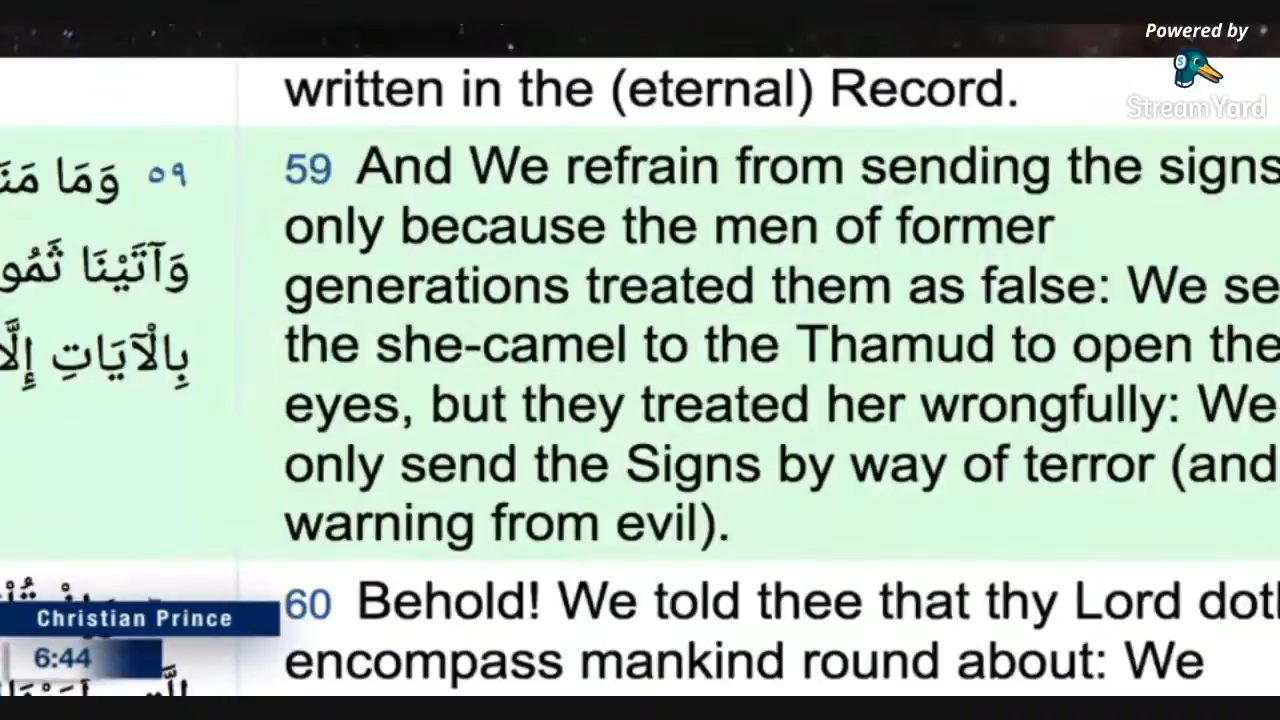 Powered by
StreamYard
written in the (eternal) Record.
٥٩ وَمَا
59 And We refrain from sending the signs
only because the men of former
وَآتَيْنَا
generations treated them as false: We
the she-camel to the Thamud to open the
بِالْآيَاتِ
eyes, but they treated her wrongfully: We
only send the Signs by way of terror (and
warning from evil).
60 Behold! We told thee that thy Lord
encompass mankind round about: We
Christian Prince
6:44